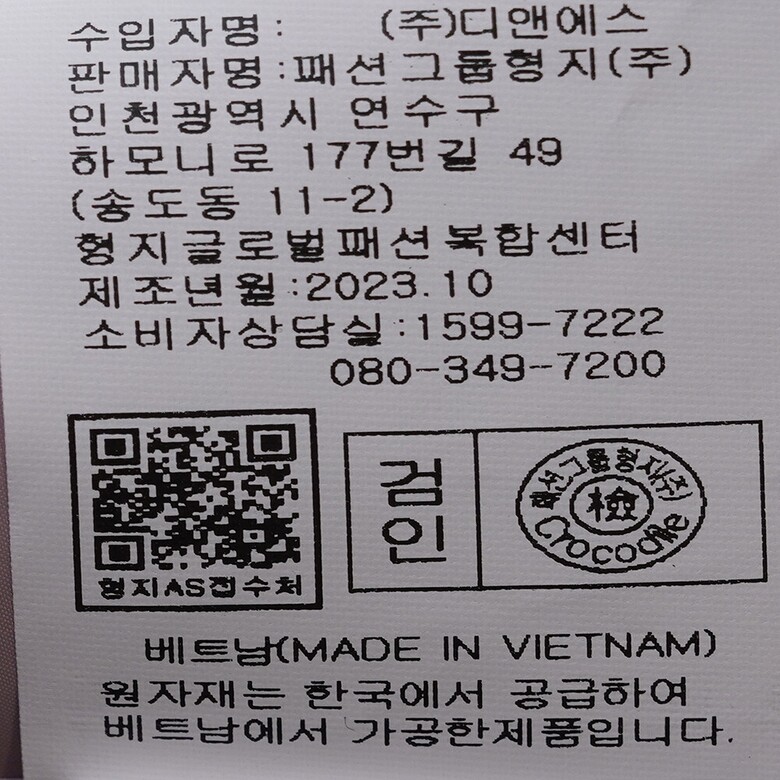 수입자명: (주)디앤에스
판매자명:패션그룹형지(주)
인천광역시 연수구
하모니로 177번길 49
(송도동 11-2)
형지글로벌패션복합센터
제조년월:2023.10
소비자상담실:1599-7222
080-349-7200
형지AS접수처
검인
패션그룹형지(주)
檢
Crocodile
베트남(MADE IN VIETNAM)
원자재는 한국에서 공급하여
베트남에서 가공한제품입니다.